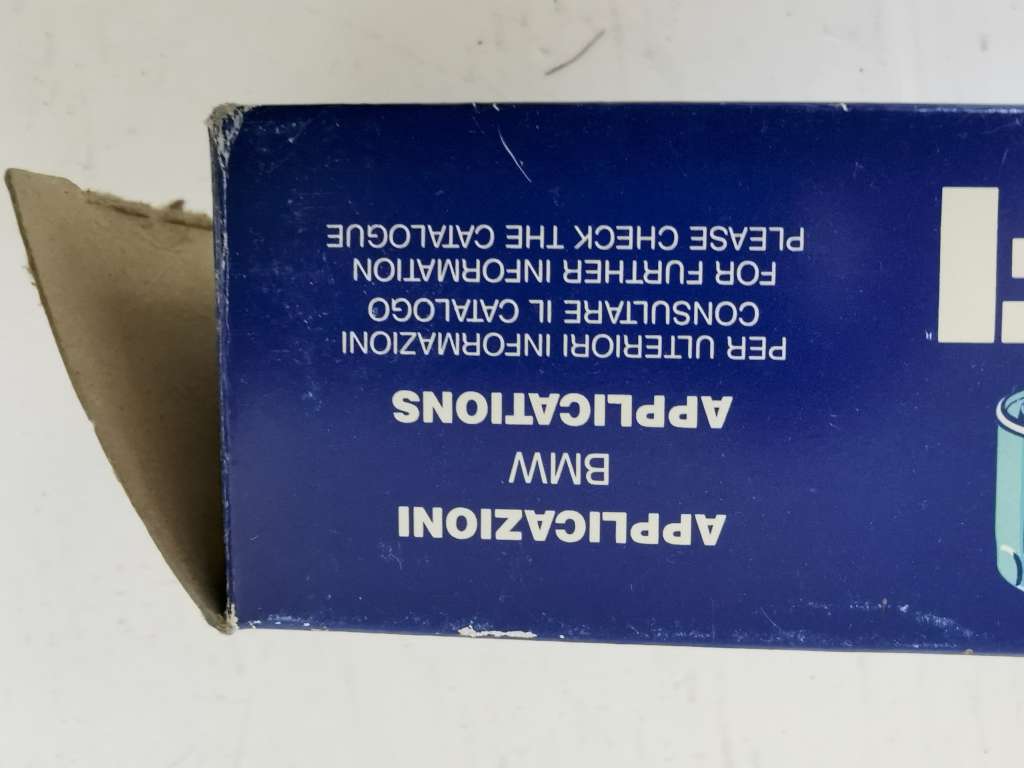 APPLICAZIONI
BMW
APPLICATIONS
PER ULTERIORI INFORMAZIONI
CONSULTARE IL CATALOGO
FOR FURTHER INFORMATION
PLEASE CHECK THE CATALOGUE